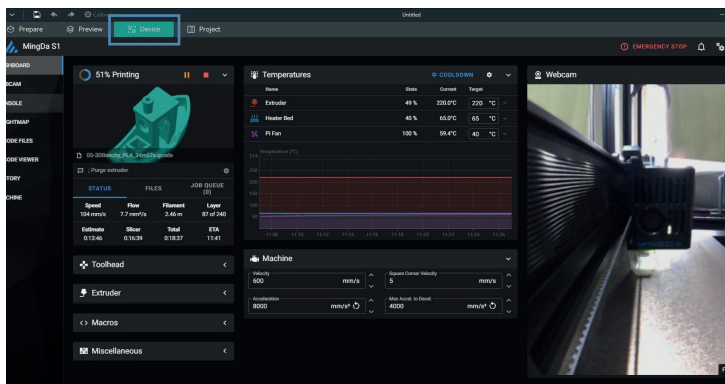 Untitled
Prepare Preview Device Project
MingDa S1
EMERGENCY STOP
51% Printing
05-3DBenchy_PLA_34m57s.gcode
; Purge extruder
STATUS FILES JOB QUEUE (0)
Speed Flow Filament Layer
104 mm/s 7.7 mm³/s 2.46 m 87 of 240
Estimate Slicer Total ETA
0:13:46 0:16:39 0:18:37 11:41
Toolhead
Extruder
Macros
Miscellaneous
Temperatures
COOLDOWN
Name State Current Target
Extruder 49 % 220.0°C 220 °C
Heater Bed 40 % 65.0°C 65 °C
Pi Fan 100 % 59.4°C 40 °C
Temperature [°C]
Machine
Velocity
600 mm/s
Square Corner Velocity
5 mm/s
Acceleration
8000 mm/s²
Max Accel. to Decel.
4000 mm/s²
Webcam
SHBOARD
BCAM
NSOLE
IGHTMAP
ODE FILES
ODE VIEWER
TORY
CHINE